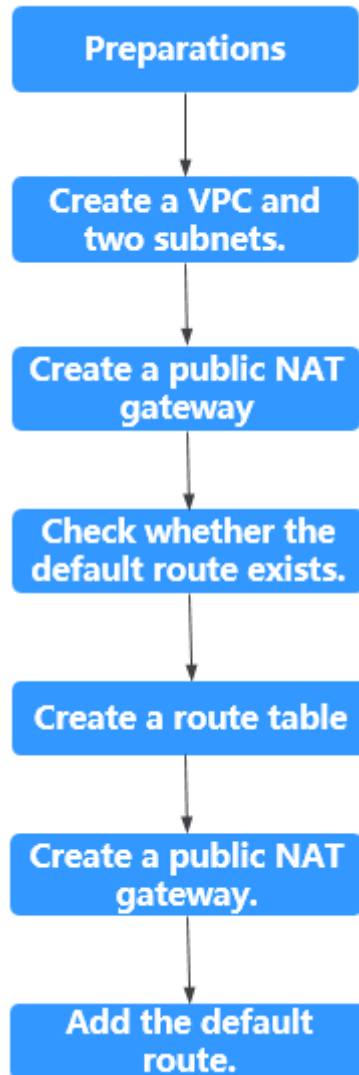 Preparations
Create a VPC and
two subnets.
Create a public NAT
gateway
Check whether the
default route exists.
Create a route table
Create a public NAT
gateway.
Add the default
route.